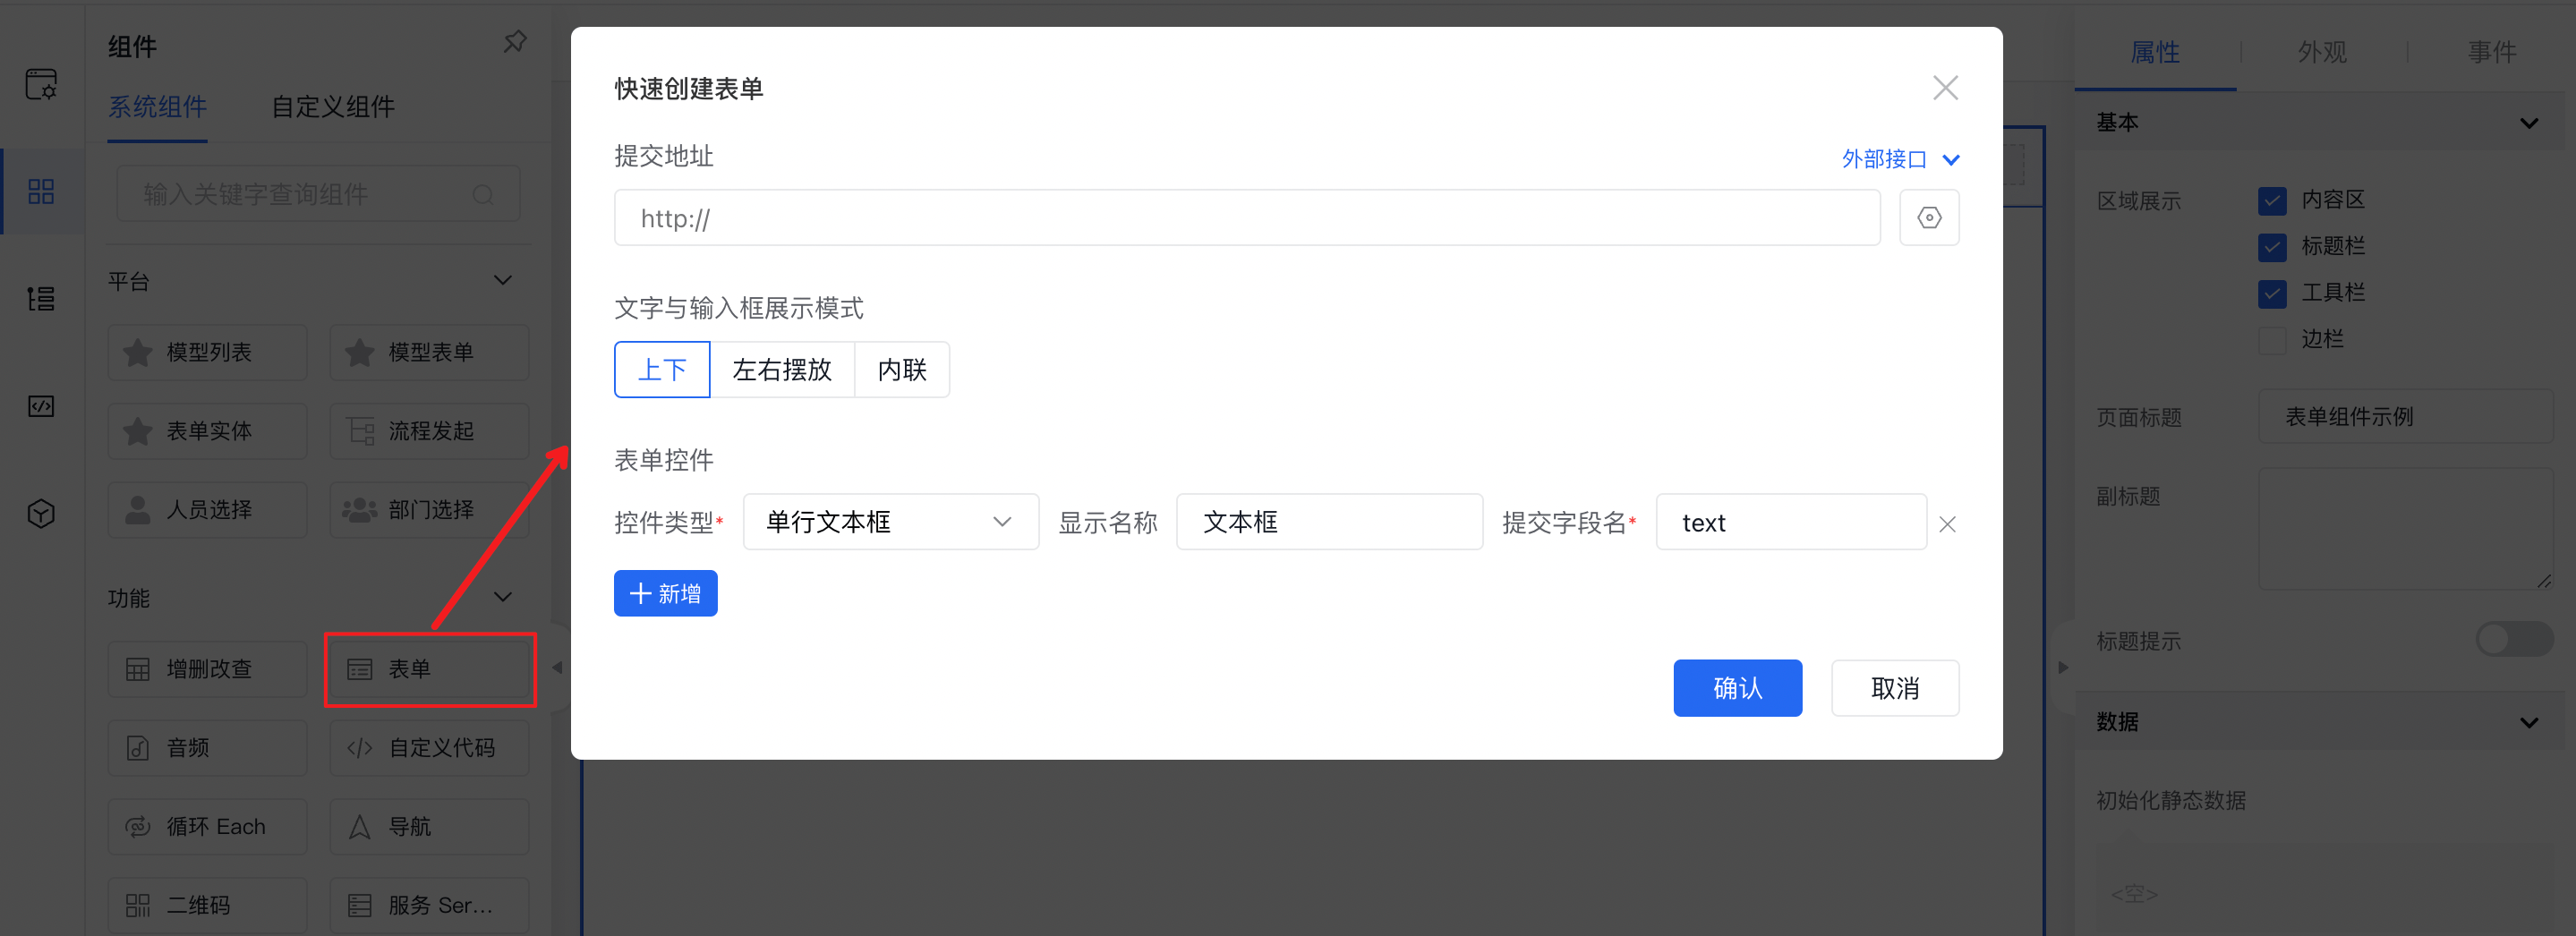 组件
系统组件 自定义组件
输入关键字查询组件
平台
模型列表 模型表单
表单实体 流程发起
人员选择 部门选择
功能
增删改查 表单
音频 自定义代码
循环 Each 导航
二维码 服务 Ser...
快速创建表单
提交地址 外部接口
http://
文字与输入框展示模式
上下 左右摆放 内联
表单控件
控件类型* 单行文本框 显示名称 文本框 提交字段名* text
新增
确认 取消
属性 外观 事件
基本
区域展示 内容区
标题栏
工具栏
边栏
页面标题 表单组件示例
副标题
标题提示
数据
初始化静态数据
<空>